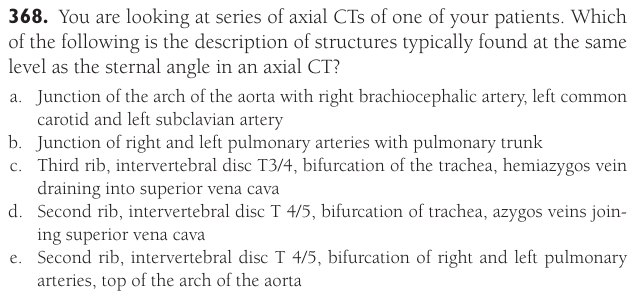 368. You are looking at series of axial CTs of one of your patients. Which
of the following is the description of structures typically found at the same
level as the sternal angle in an axial CT?
a. Junction of the arch of the aorta with right brachiocephalic artery, left common
carotid and left subclavian artery
b. Junction of right and left pulmonary arteries with pulmonary trunk
c. Third rib, intervertebral disc T3/4, bifurcation of the trachea, hemiazygos vein
draining into superior vena cava
d. Second rib, intervertebral disc T 4/5, bifurcation of trachea, azygos veins join-
ing superior vena cava
e. Second rib, intervertebral disc T 4/5, bifurcation of right and left pulmonary
arteries, top of the arch of the aorta